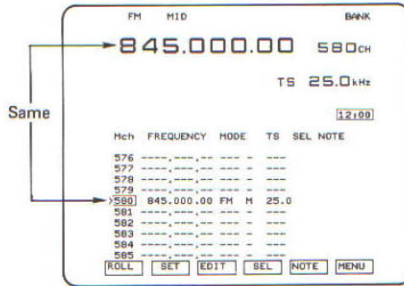 FM MID BANK
845.000.00 580CH
TS 25.0kHz
Same
12:00
Mch FREQUENCY MODE TS SEL NOTE
576 ----.---.-- --- - ---
577 ----.---.-- --- - ---
578 ----.---.-- --- - ---
579 ----.---.-- --- - ---
>580 845.000.00 FM M 25.0
581 ----.---.-- --- - ---
582 ----.---.-- --- - ---
583 ----.---.-- --- - ---
584 ----.---.-- --- - ---
585 ----.---.-- --- - ---
ROLL SET EDIT SEL NOTE MENU